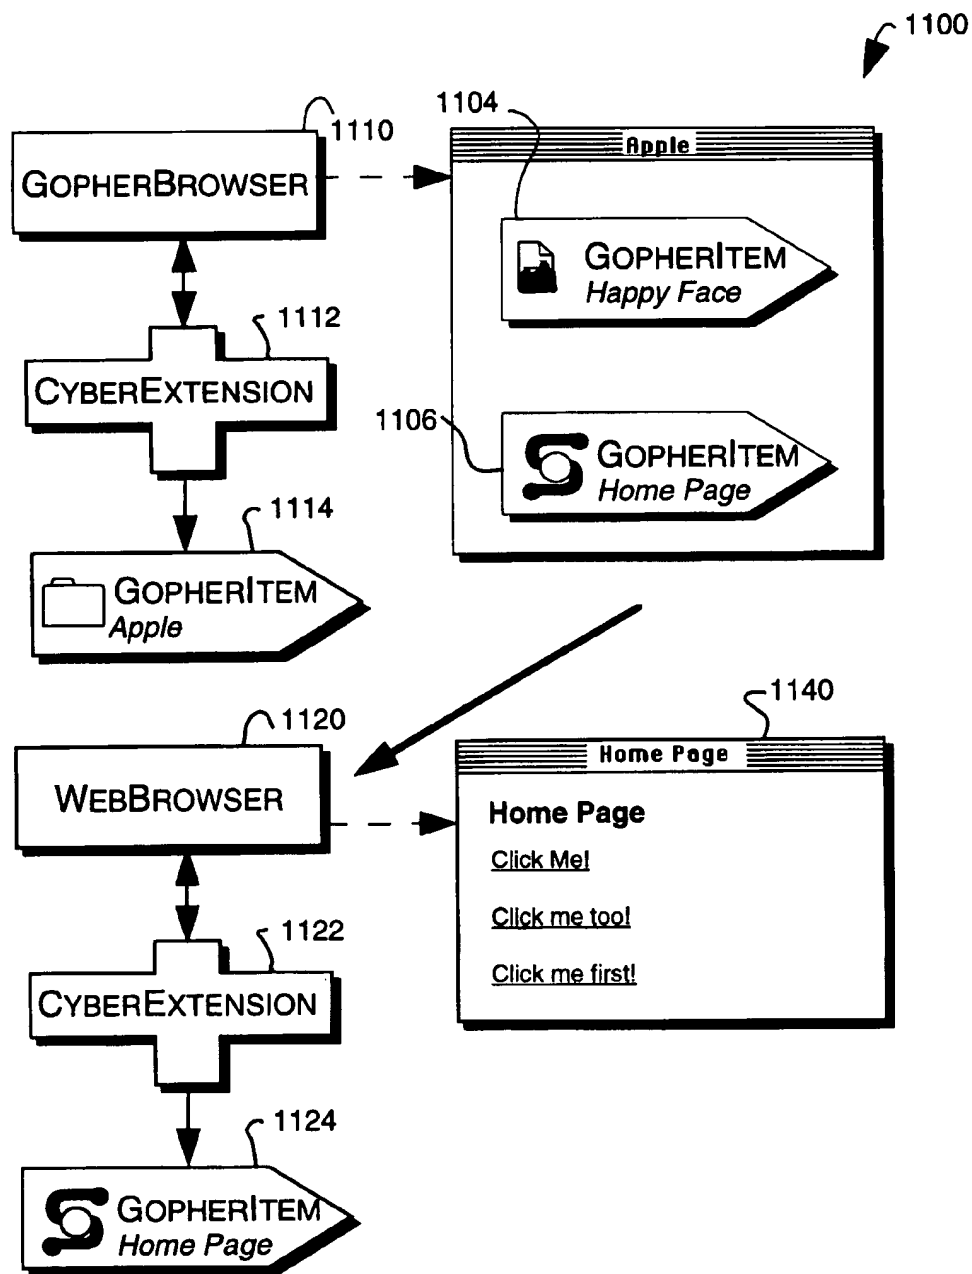 1100
1104
1110
Apple
GOPHERBROWSER
GOPHERITEM
Happy Face
1112
CYBEREXTENSION
1106
GOPHERITEM
Home Page
1114
GOPHERITEM
Apple
1120
1140
Home Page
WEBBROWSER
Home Page
Click Me!
Click me too!
1122
Click me first!
CYBEREXTENSION
1124
GOPHERITEM
Home Page